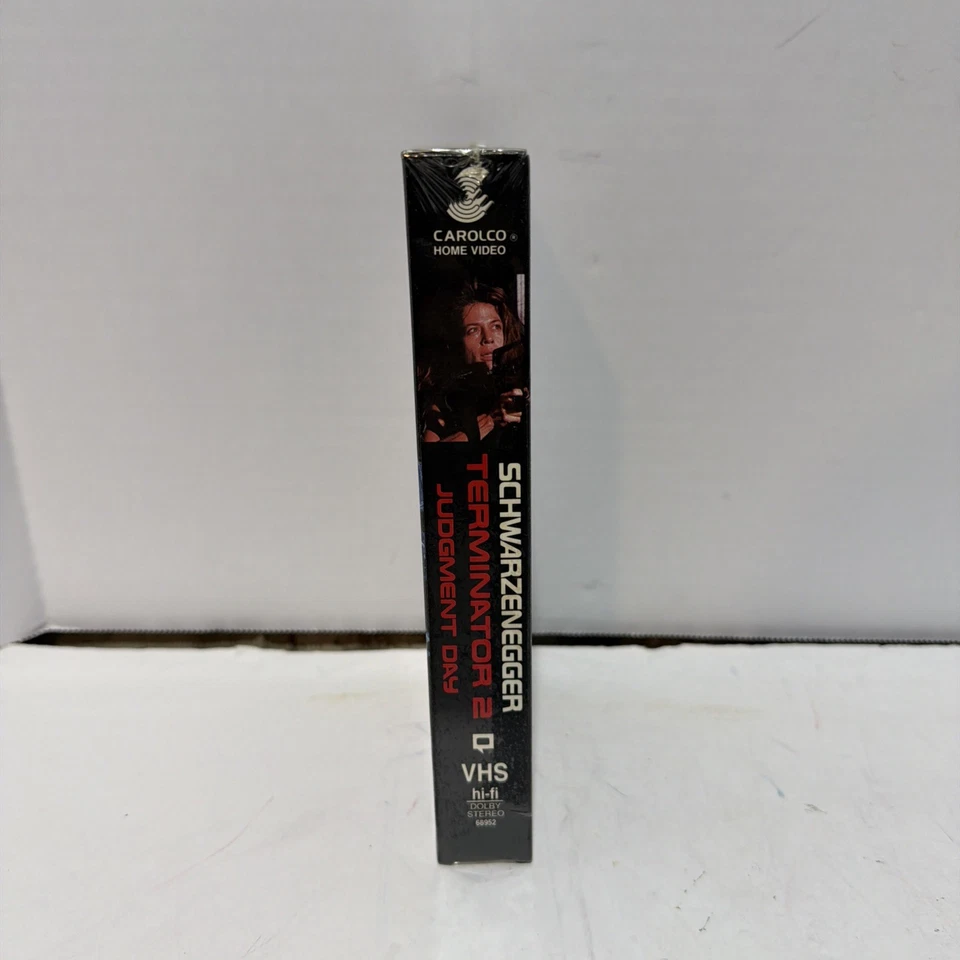 CAROLCO ®
HOME VIDEO
SCHWARZENEGGER
TERMINATOR 2
JUDGMENT DAY
VHS
hi-fi
DOLBY
STEREO
68952